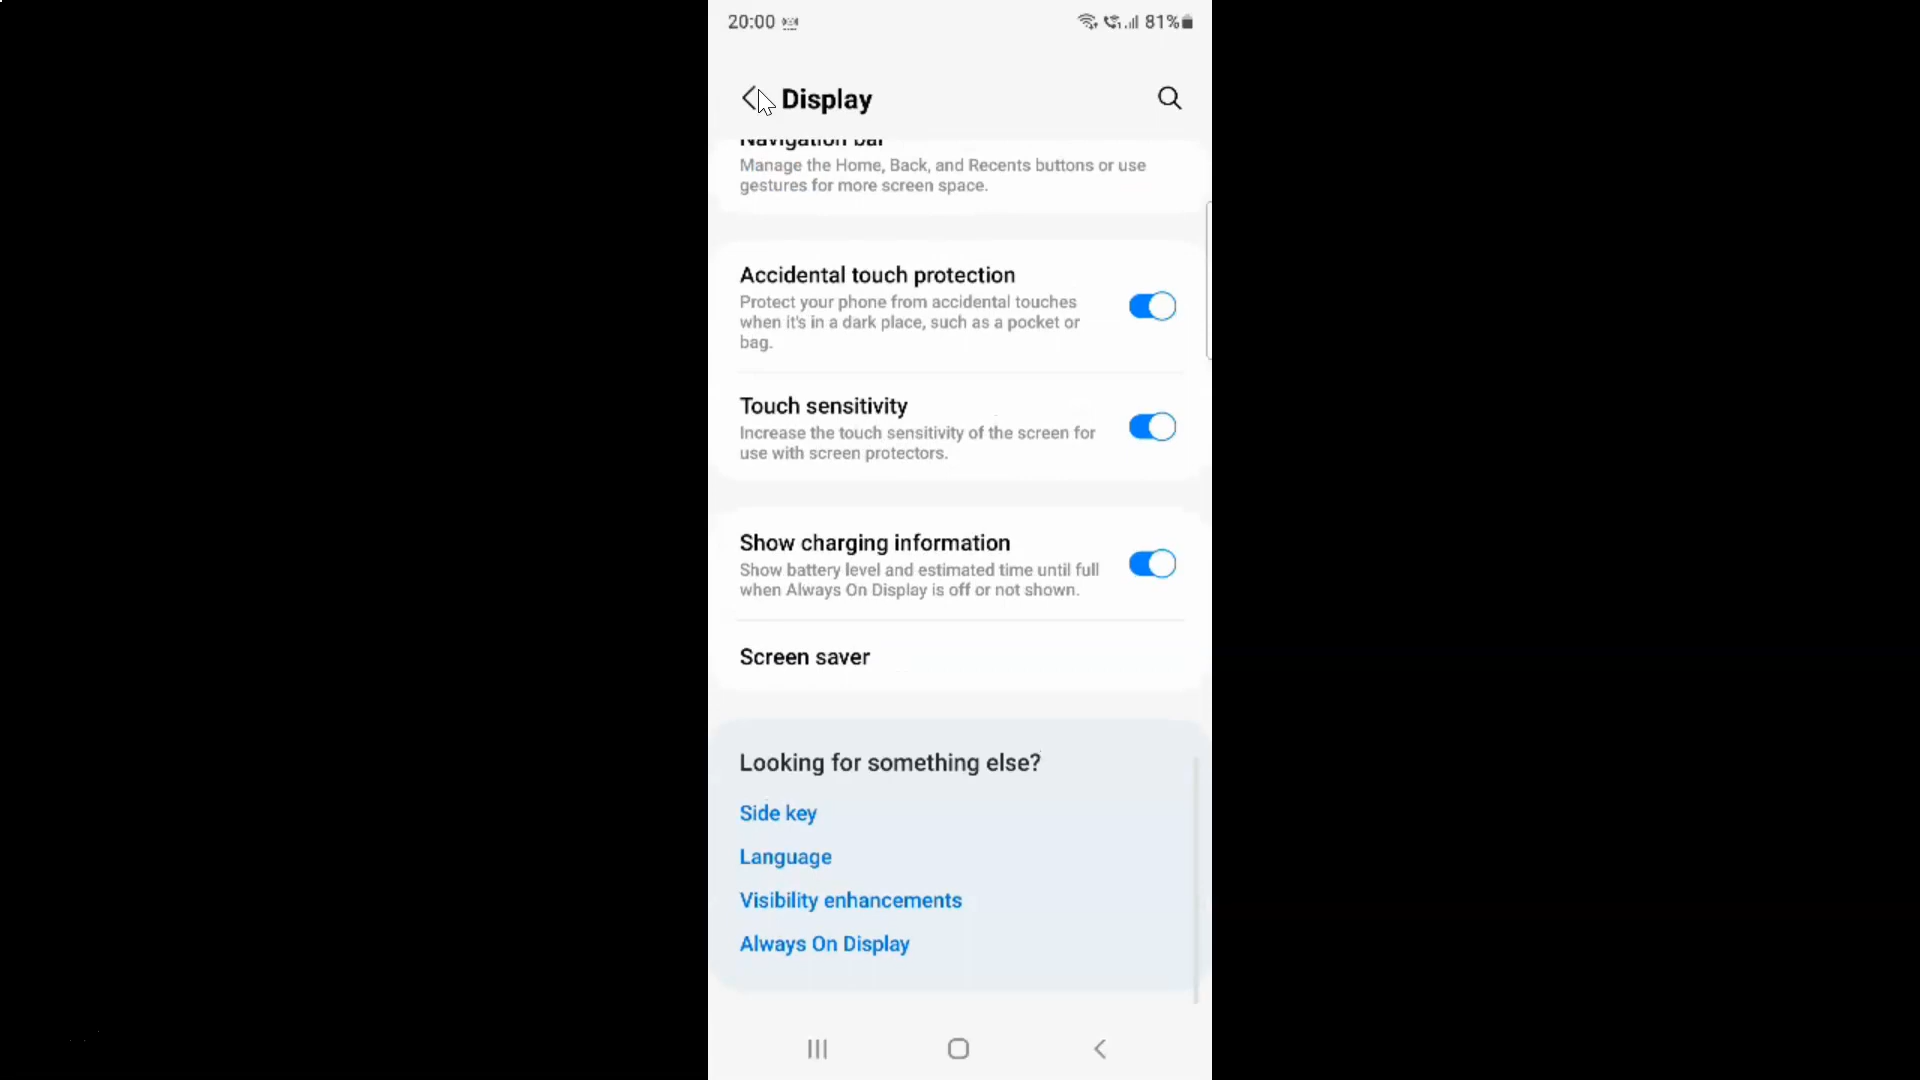 20:00
81%
Display
Navigation bar
Manage the Home, Back, and Recents buttons or use
gestures for more screen space.
Accidental touch protection
Protect your phone from accidental touches
when it's in a dark place, such as a pocket or
bag.
Touch sensitivity
Increase the touch sensitivity of the screen for
use with screen protectors.
Show charging information
Show battery level and estimated time until full
when Always On Display is off or not shown.
Screen saver
Looking for something else?
Side key
Language
Visibility enhancements
Always On Display